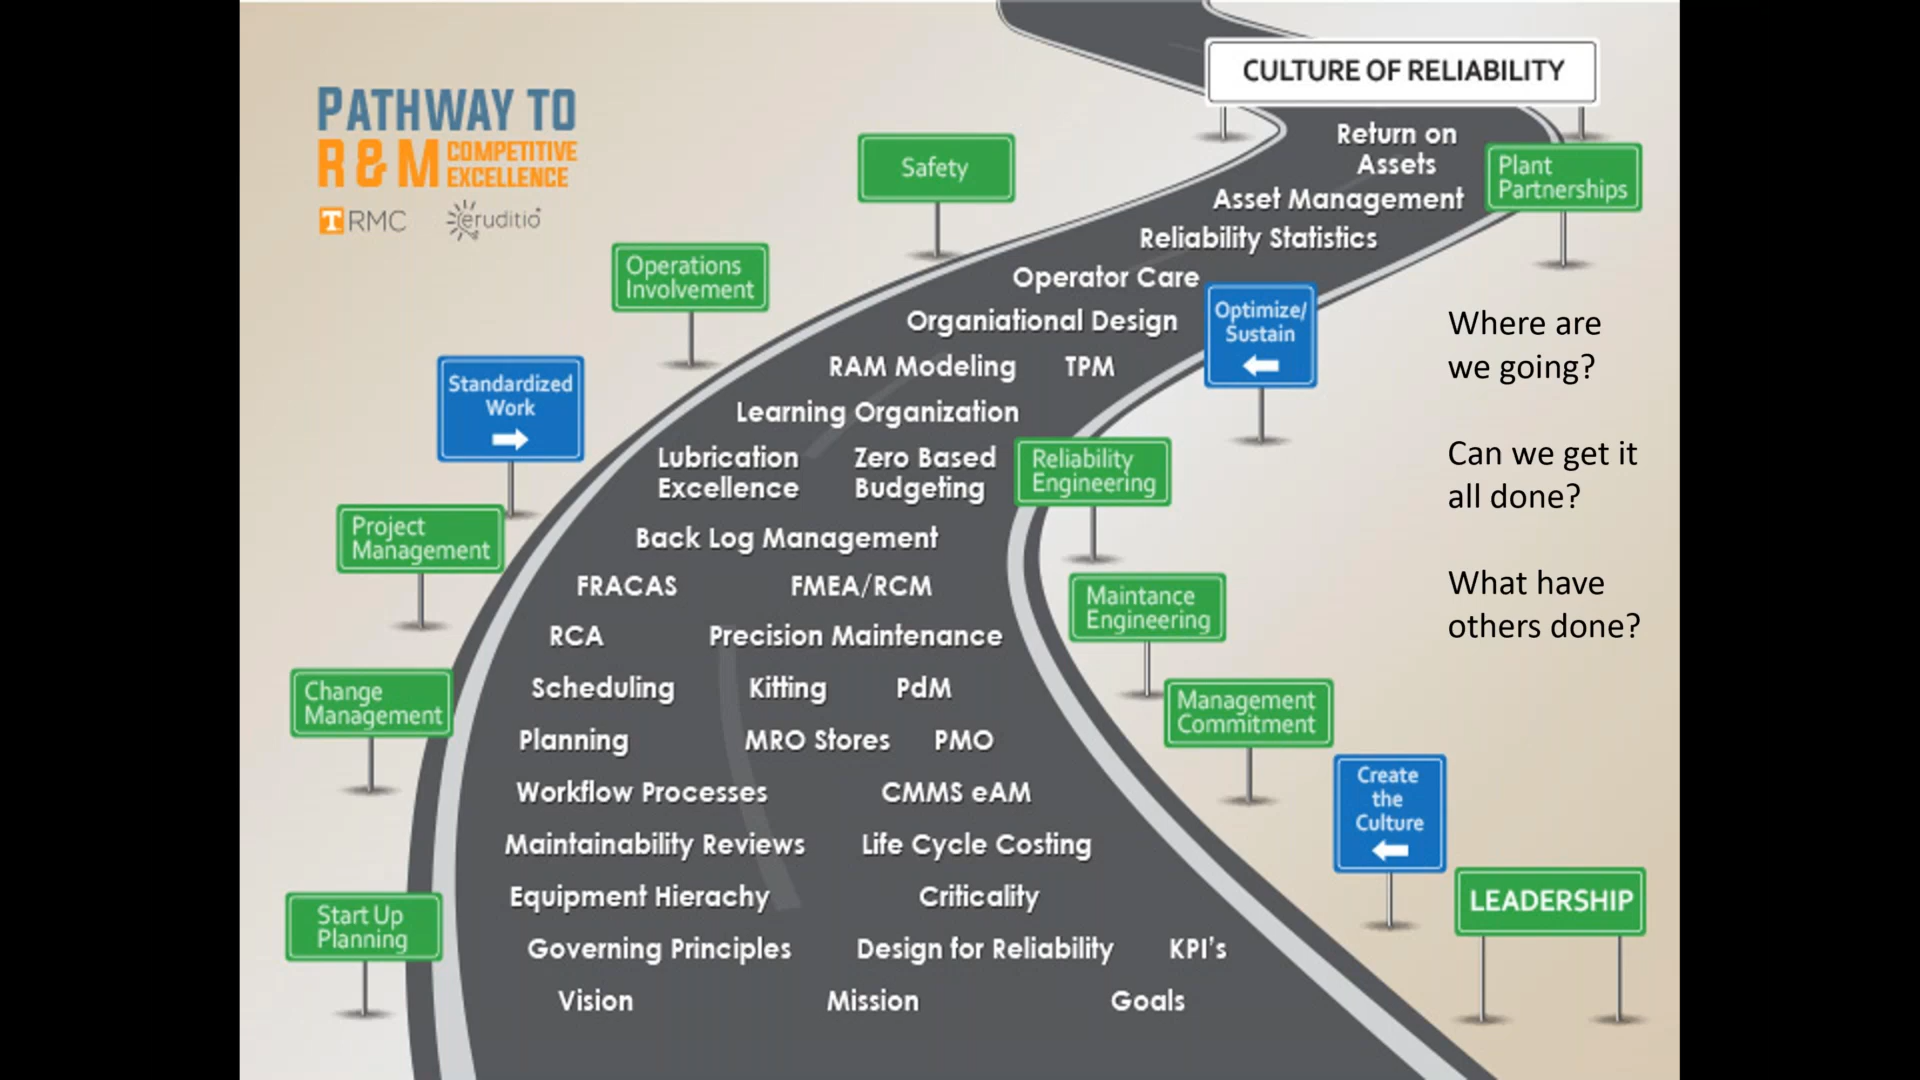 PATHWAY TO
R & M COMPETITIVE
EXCELLENCE
T RMC eruditio
CULTURE OF RELIABILITY
Return on
Assets
Plant
Partnerships
Asset Management
Safety
Reliability Statistics
Operator Care
Operations
Involvement
Optimize/
Sustain
Organiational Design
RAM Modeling TPM
Standardized
Work
Learning Organization
Lubrication
Excellence
Zero Based
Budgeting
Reliability
Engineering
Project
Management
Back Log Management
FRACAS FMEA/RCM
Maintance
Engineering
RCA Precision Maintenance
Change
Management
Scheduling Kitting PdM
Management
Commitment
Planning MRO Stores PMO
Workflow Processes CMMS eAM
Create
the
Culture
Maintainability Reviews Life Cycle Costing
Equipment Hierachy Criticality
LEADERSHIP
Start Up
Planning
Governing Principles Design for Reliability KPI's
Vision Mission Goals
Where are
we going?
Can we get it
all done?
What have
others done?